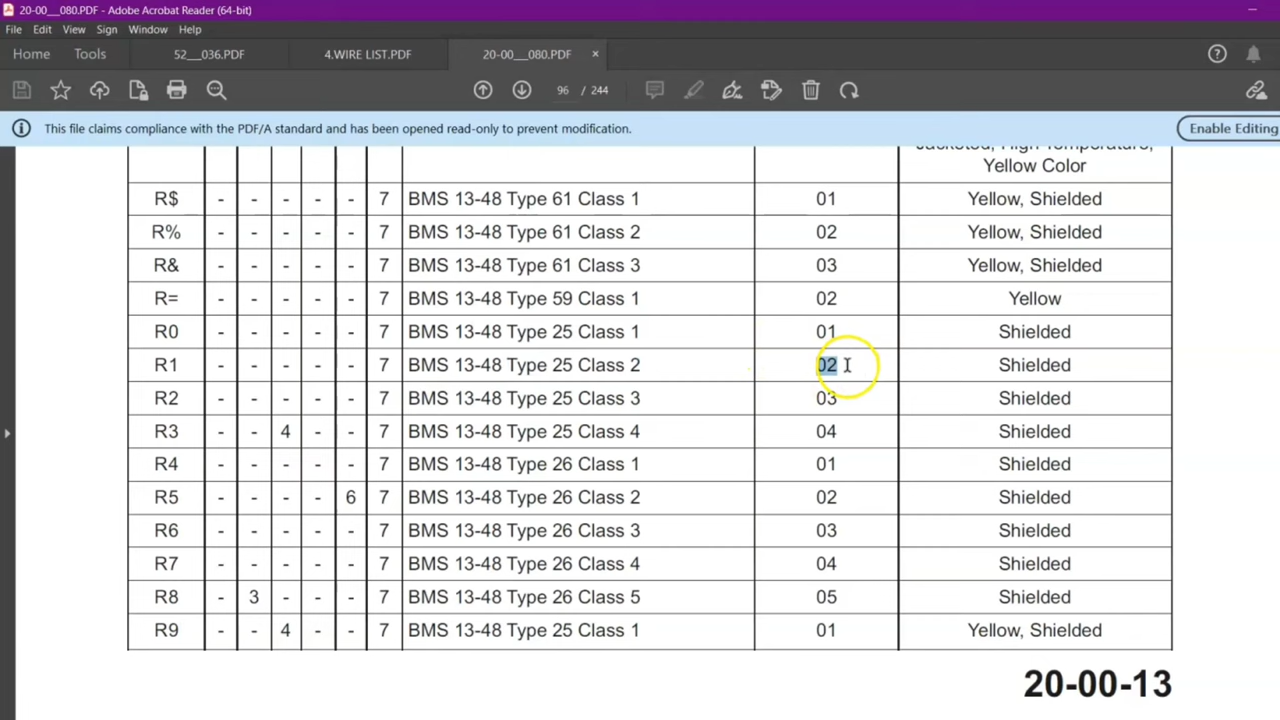 20-00__080.PDF - Adobe Acrobat Reader (64-bit)
File Edit View Sign Window Help
Home Tools 52__036.PDF 4.WIRE LIST.PDF 20-00__080.PDF ×
96 / 244
This file claims compliance with the PDF/A standard and has been opened read-only to prevent modification. Enable Editing
Jacketed, High Temperature,
Yellow Color
R$ - - - - - 7 BMS 13-48 Type 61 Class 1 01 Yellow, Shielded
R% - - - - - 7 BMS 13-48 Type 61 Class 2 02 Yellow, Shielded
R& - - - - - 7 BMS 13-48 Type 61 Class 3 03 Yellow, Shielded
R= - - - - - 7 BMS 13-48 Type 59 Class 1 02 Yellow
R0 - - - - - 7 BMS 13-48 Type 25 Class 1 01 Shielded
R1 - - - - - 7 BMS 13-48 Type 25 Class 2 02 Shielded
R2 - - - - - 7 BMS 13-48 Type 25 Class 3 03 Shielded
R3 - - 4 - - 7 BMS 13-48 Type 25 Class 4 04 Shielded
R4 - - - - - 7 BMS 13-48 Type 26 Class 1 01 Shielded
R5 - - - - 6 7 BMS 13-48 Type 26 Class 2 02 Shielded
R6 - - - - - 7 BMS 13-48 Type 26 Class 3 03 Shielded
R7 - - - - - 7 BMS 13-48 Type 26 Class 4 04 Shielded
R8 - 3 - - - 7 BMS 13-48 Type 26 Class 5 05 Shielded
R9 - - 4 - - 7 BMS 13-48 Type 25 Class 1 01 Yellow, Shielded
20-00-13